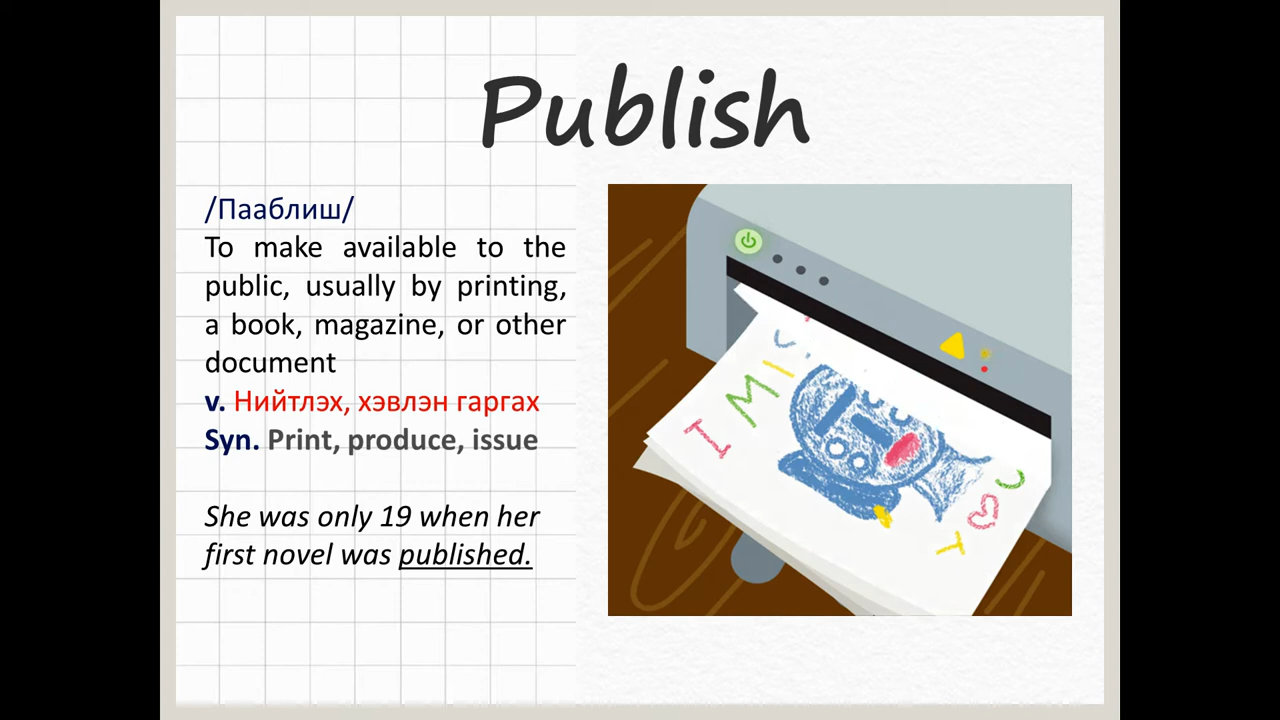 Publish
/Пааблиш/
To make available to the
public, usually by printing,
a book, magazine, or other
document
v. Нийтлэх, хэвлэн гаргах
Syn. Print, produce, issue
She was only 19 when her
first novel was published.
I M I